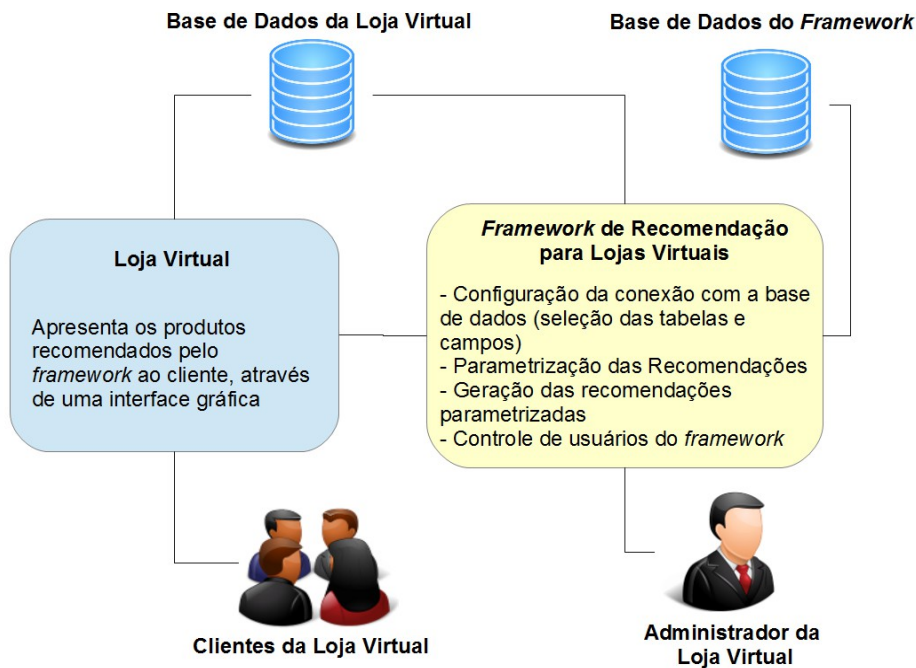 Base de Dados da Loja Virtual
Base de Dados do Framework
Loja Virtual
Apresenta os produtos
recomendados pelo
framework ao cliente, através
de uma interface gráfica
Framework de Recomendação
para Lojas Virtuais
- Configuração da conexão com a base
de dados (seleção das tabelas e
campos)
- Parametrização das Recomendações
- Geração das recomendações
parametrizadas
- Controle de usuários do framework
Clientes da Loja Virtual
Administrador da
Loja Virtual